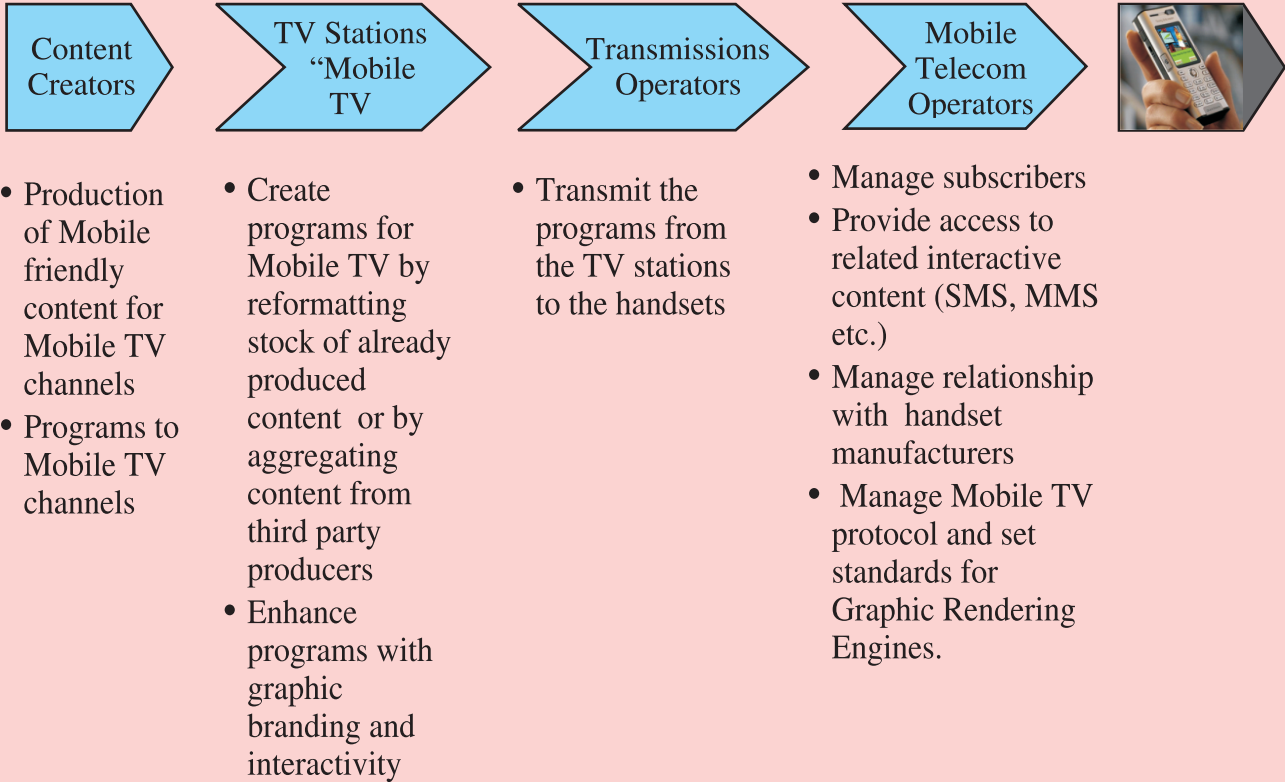 Content
Creators
TV Stations
“Mobile
TV
Transmissions
Operators
Mobile
Telecom
Operators
• Production
of Mobile
friendly
content for
Mobile TV
channels
• Programs to
Mobile TV
channels
• Create
programs for
Mobile TV by
reformatting
stock of already
produced
content or by
aggregating
content from
third party
producers
• Enhance
programs with
graphic
branding and
interactivity
• Transmit the
programs from
the TV stations
to the handsets
• Manage subscribers
• Provide access to
related interactive
content (SMS, MMS
etc.)
• Manage relationship
with handset
manufacturers
• Manage Mobile TV
protocol and set
standards for
Graphic Rendering
Engines.